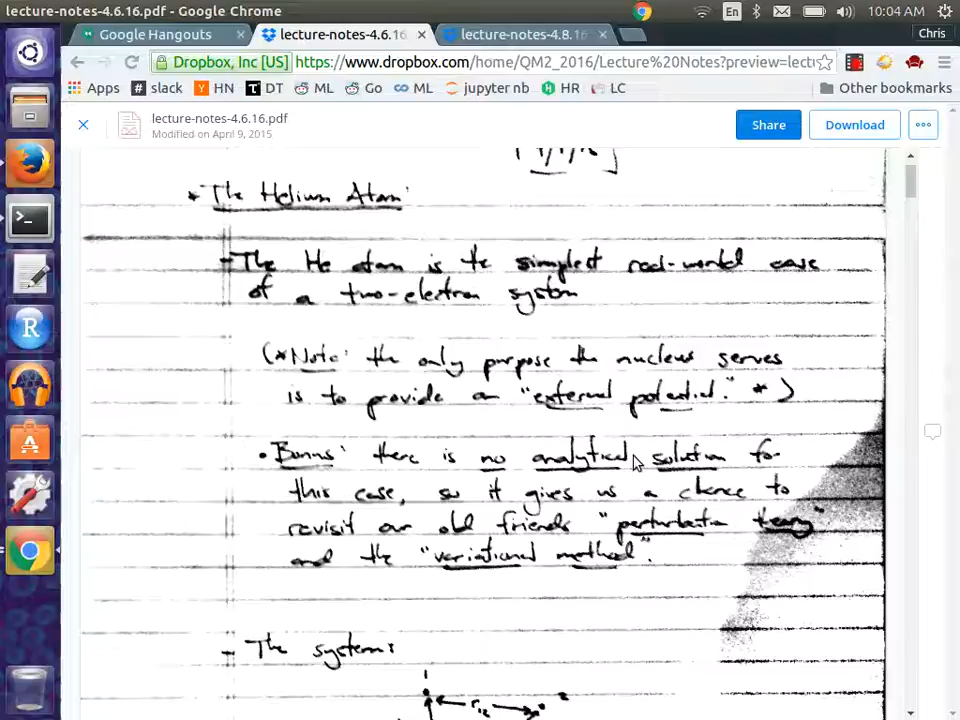 lecture-notes-4.6.16.pdf - Google Chrome
En
10:04 AM
Google Hangouts
lecture-notes-4.6.16
lecture-notes-4.8.16
Chris
Dropbox, Inc [US]
https://www.dropbox.com/home/QM2_2016/Lecture%20Notes?preview=lect
Apps
slack
HN
DT
ML
Go
ML
jupyter nb
HR
LC
Other bookmarks
lecture-notes-4.6.16.pdf
Modified on April 9, 2015
Share
Download
* The Helium Atom:
- The He atom is the simplest real-world case
of a two-electron system
(*Note: the only purpose the nucleus serves
is to provide an "external potential." *)
• Bonus: there is no analytical solution for
this case, so it gives us a chance to
revisit our old friends "perturbation theory"
and the "variational method".
- The system:
r12